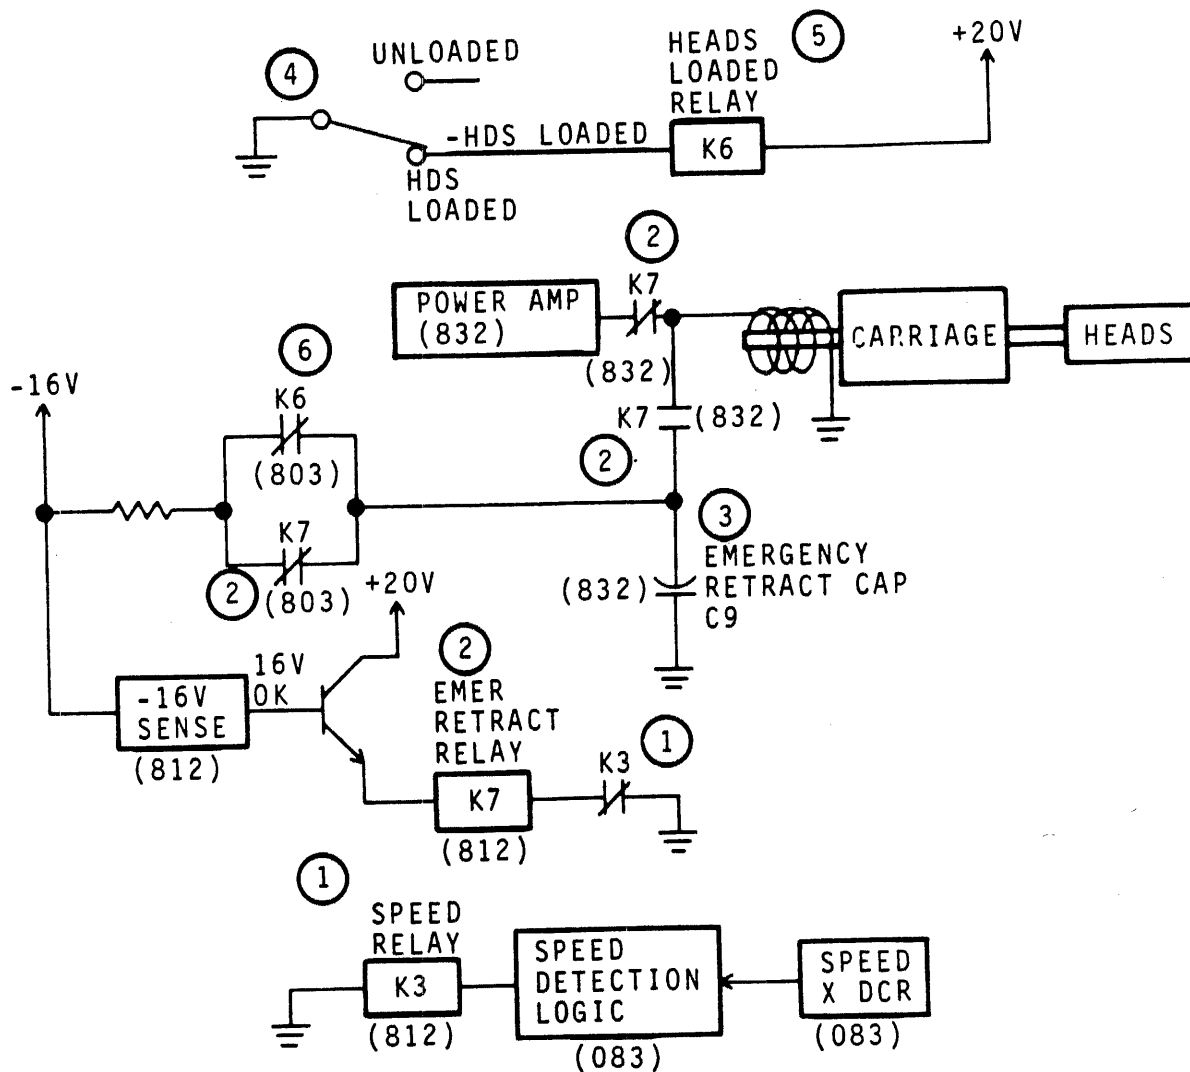 UNLOADED
4
HEADS
LOADED
RELAY
5
+20V
-HDS LOADED
K6
HDS
LOADED
2
K7
POWER AMP
(832)
(832)
CARRIAGE
HEADS
6
-16V
K6
(803)
K7
(832)
2
K7
2
(803)
3
EMERGENCY
RETRACT CAP
C9
(832)
+20V
16V
OK
-16V
SENSE
(812)
2
EMER
RETRACT
RELAY
K7
(812)
1
K3
1
SPEED
RELAY
K3
(812)
SPEED
DETECTION
LOGIC
(083)
SPEED
X DCR
(083)